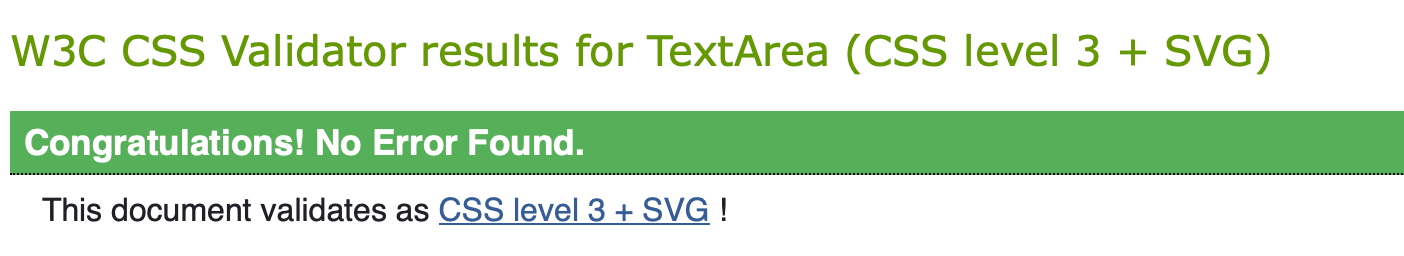 W3C CSS Validator results for TextArea (CSS level 3 + SVG)
Congratulations! No Error Found.
This document validates as CSS level 3 + SVG !